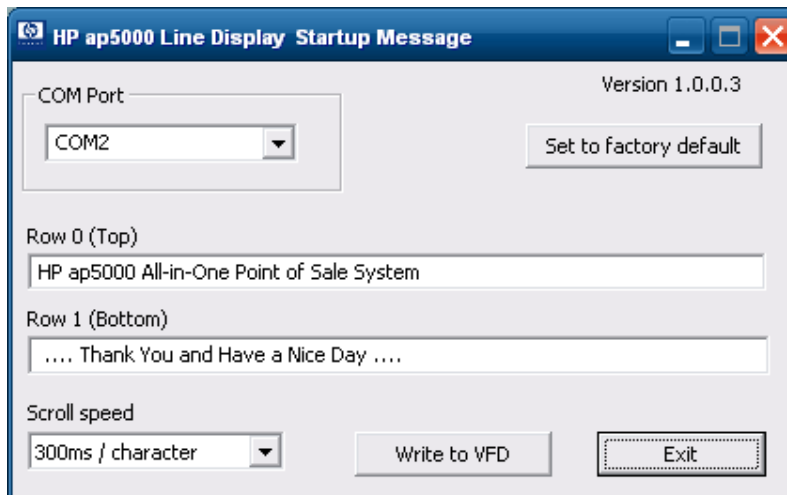 HP ap5000 Line Display Startup Message
Version 1.0.0.3
COM Port
COM2
Set to factory default
Row 0 (Top)
HP ap5000 All-in-One Point of Sale System
Row 1 (Bottom)
.... Thank You and Have a Nice Day ....
Scroll speed
300ms / character
Write to VFD
Exit